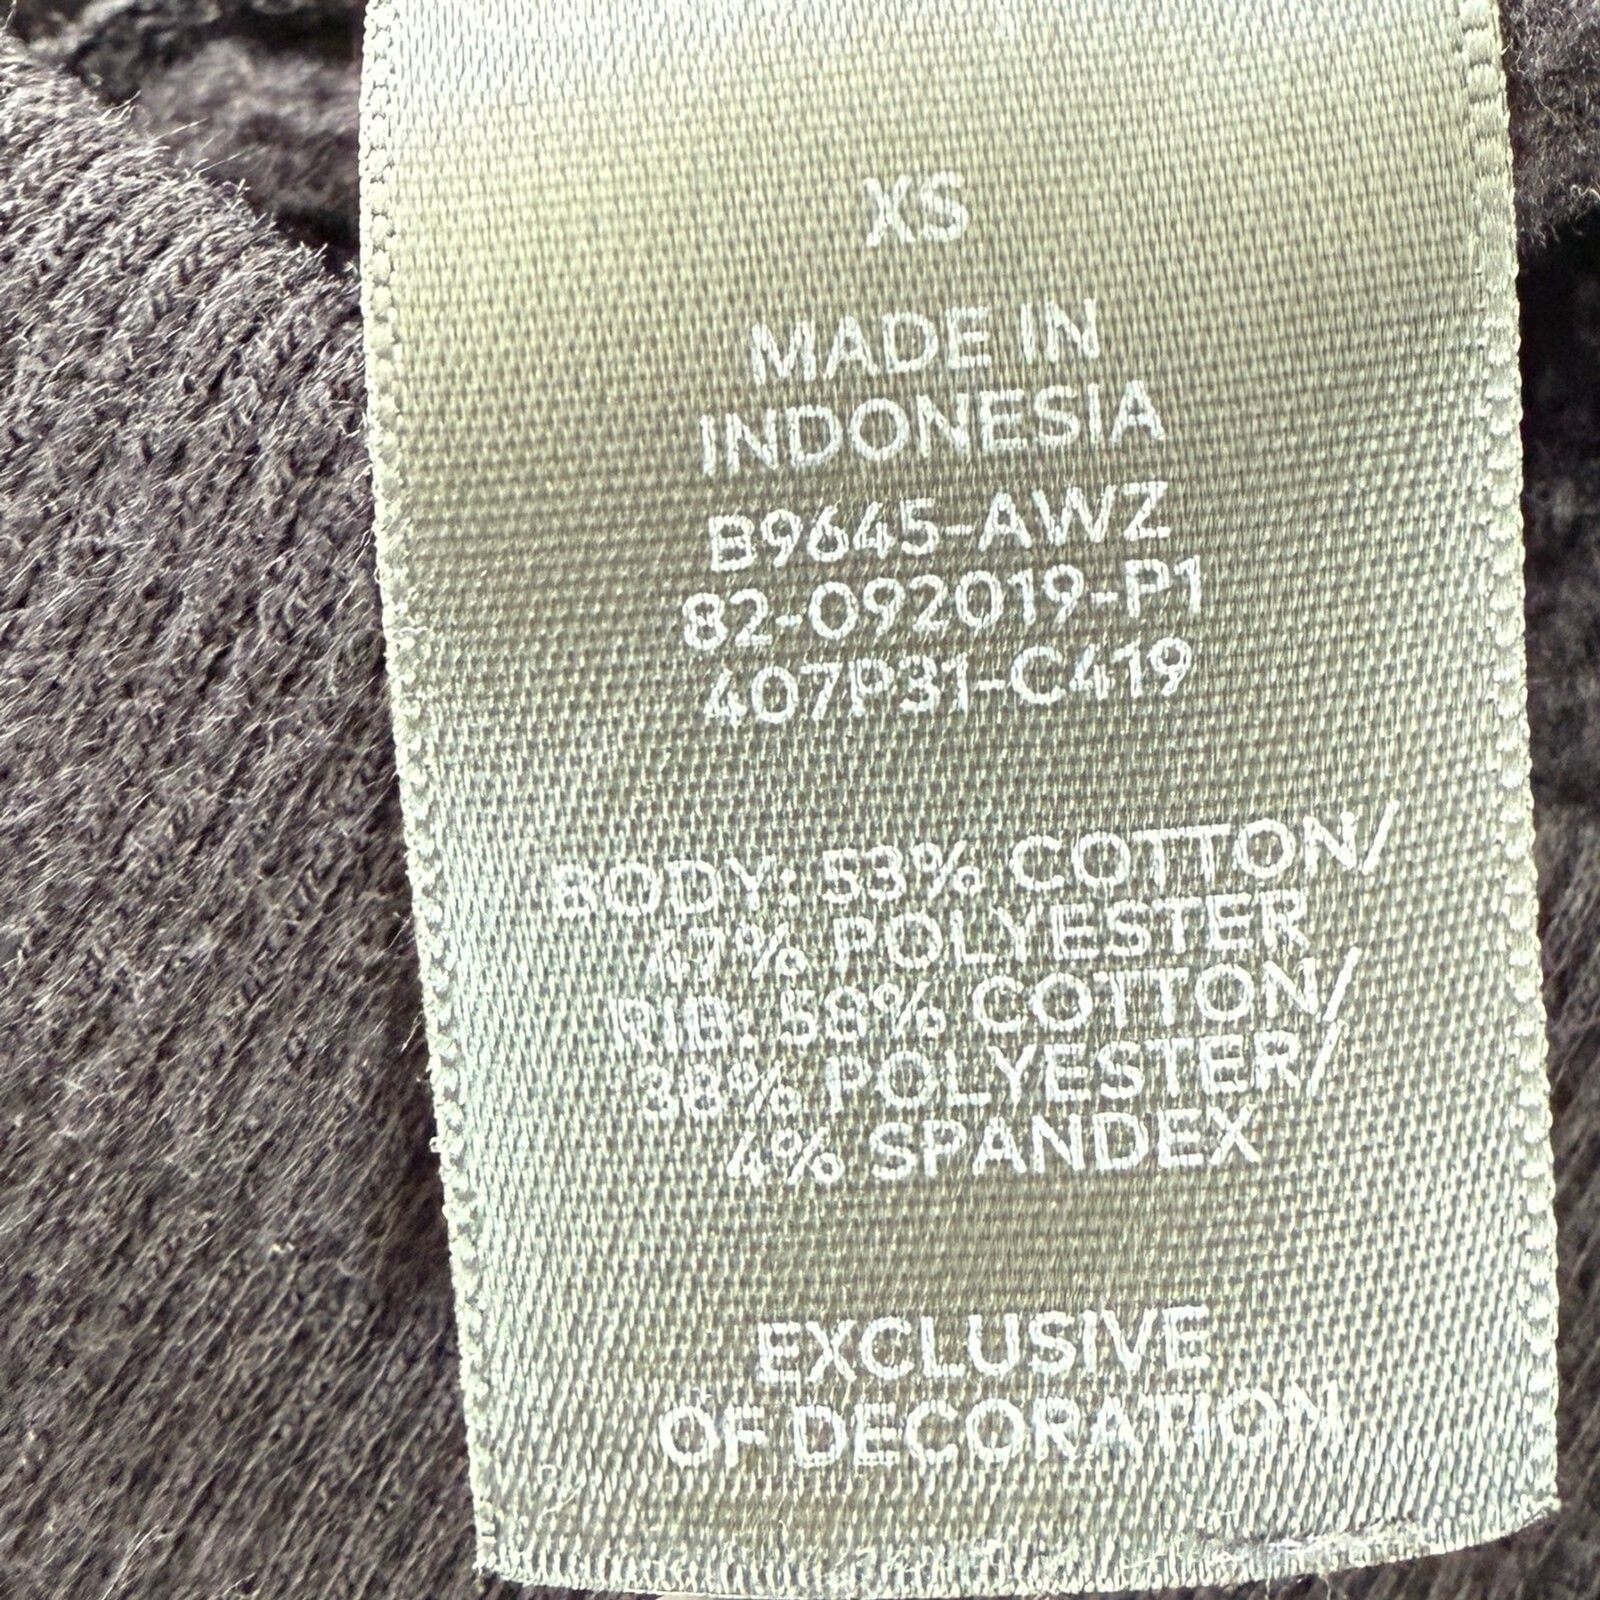 XS
MADE IN
INDONESIA
B9645-AWZ
82-092019-P1
407P31-C419
BODY: 53% COTTON/
47% POLYESTER
RIB: 58% COTTON/
38% POLYESTER/
4% SPANDEX
EXCLUSIVE
OF DECORATION